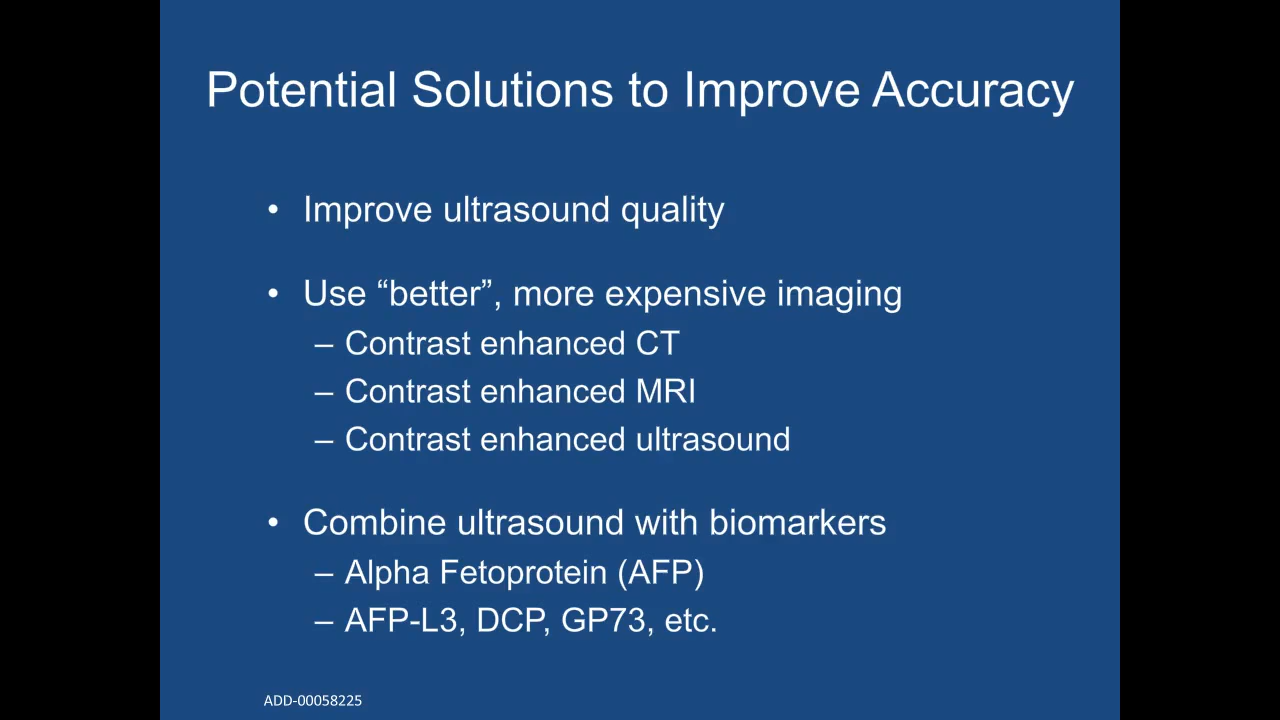 Potential Solutions to Improve Accuracy
• Improve ultrasound quality
• Use “better”, more expensive imaging
– Contrast enhanced CT
– Contrast enhanced MRI
– Contrast enhanced ultrasound
• Combine ultrasound with biomarkers
– Alpha Fetoprotein (AFP)
– AFP-L3, DCP, GP73, etc.
ADD-00058225